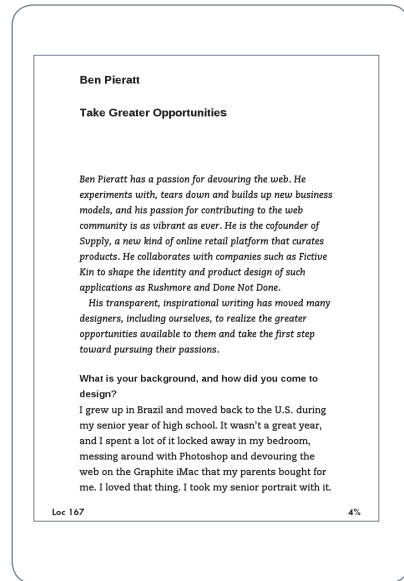 Ben Pieratt
Take Greater Opportunities
Ben Pieratt has a passion for devouring the web. He
experiments with, tears down and builds up new business
models, and his passion for contributing to the web
community is as vibrant as ever. He is the cofounder of
Supply, a new kind of online retail platform that curates
products. He collaborates with companies such as Fictive
Kin to shape the identity and product design of such
applications as Rushmore and Done Not Done.
His transparent, inspirational writing has moved many
designers, including ourselves, to realize the greater
opportunities available to them and take the first step
toward pursuing their passions.
What is your background, and how did you come to
design?
I grew up in Brazil and moved back to the U.S. during
my senior year of high school. It wasn't a great year,
and I spent a lot of it locked away in my bedroom,
messing around with Photoshop and devouring the
web on the Graphite iMac that my parents bought for
me. I loved that thing. I took my senior portrait with it.
Loc 167 4%